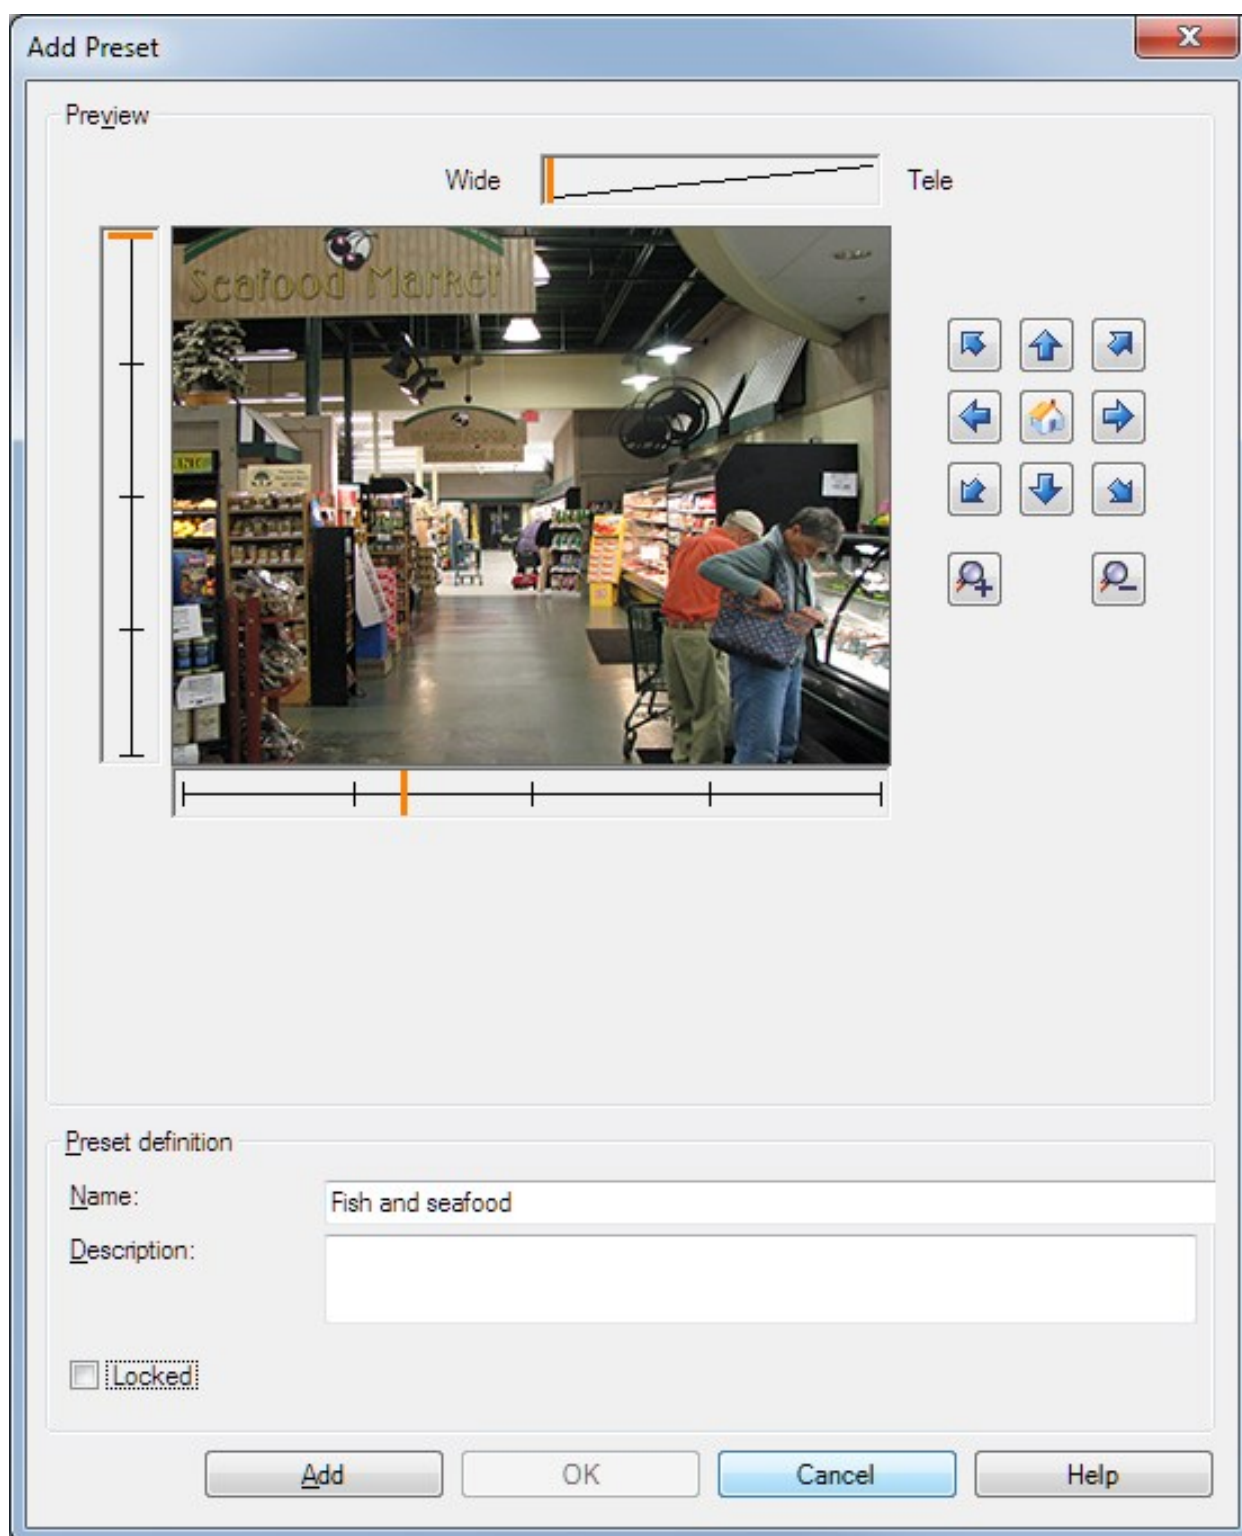 Add Preset
Preview
Wide
Tele
Seafood Market
Preset definition
Name:
Fish and seafood
Description:
Locked
Add
OK
Cancel
Help